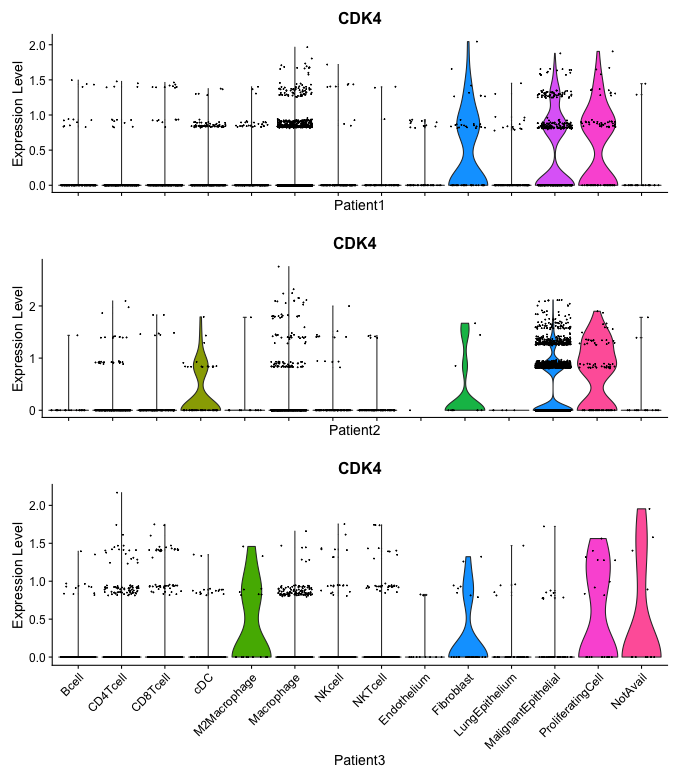 CDK4
Expression Level
2.0
1.5
1.0
0.5
0.0
Patient1
CDK4
Expression Level
2
1
0
Patient2
CDK4
Expression Level
2.0
1.5
1.0
0.5
0.0
Bcell
CD4Tcell
CD8Tcell
cDC
M2Macrophage
Macrophage
NKcell
NKTcell
Endothelium
Fibroblast
LungEpithelium
MalignantEpithelial
ProliferatingCell
NotAvail
Patient3